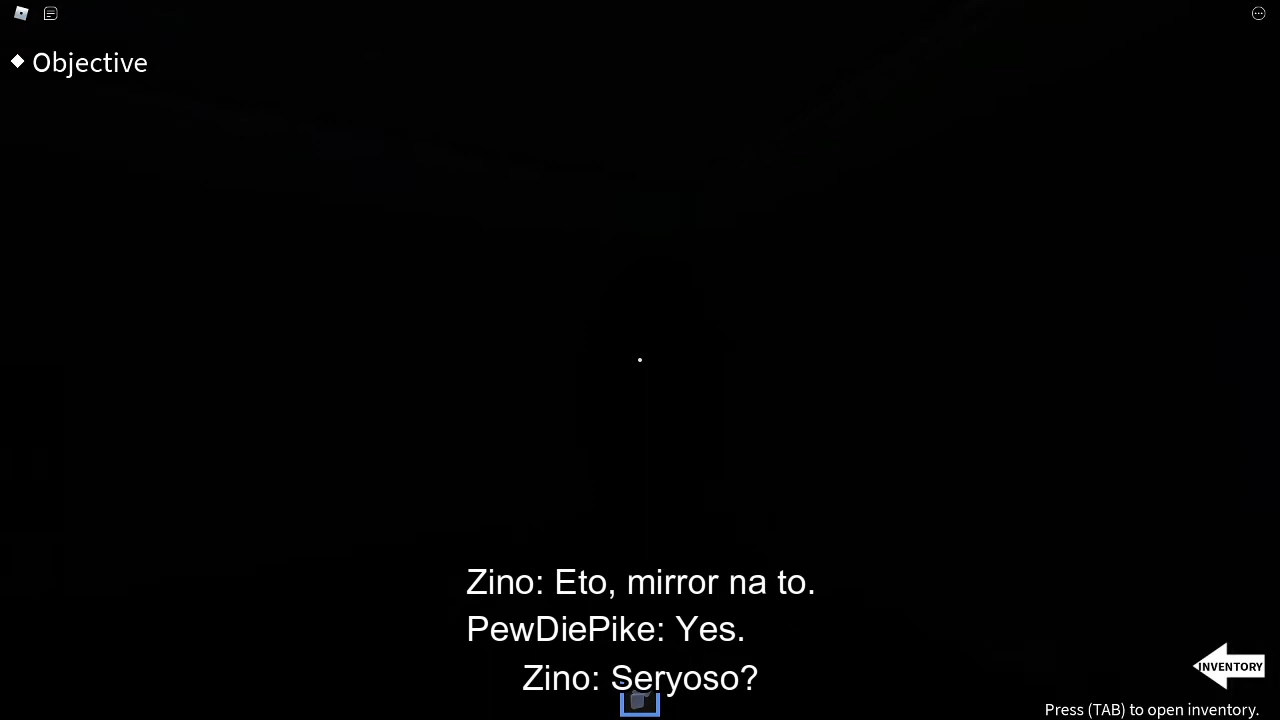 Objective
Zino: Eto, mirror na to.
PewDiePike: Yes.
Zino: Seryoso?
INVENTORY
Press (TAB) to open inventory.